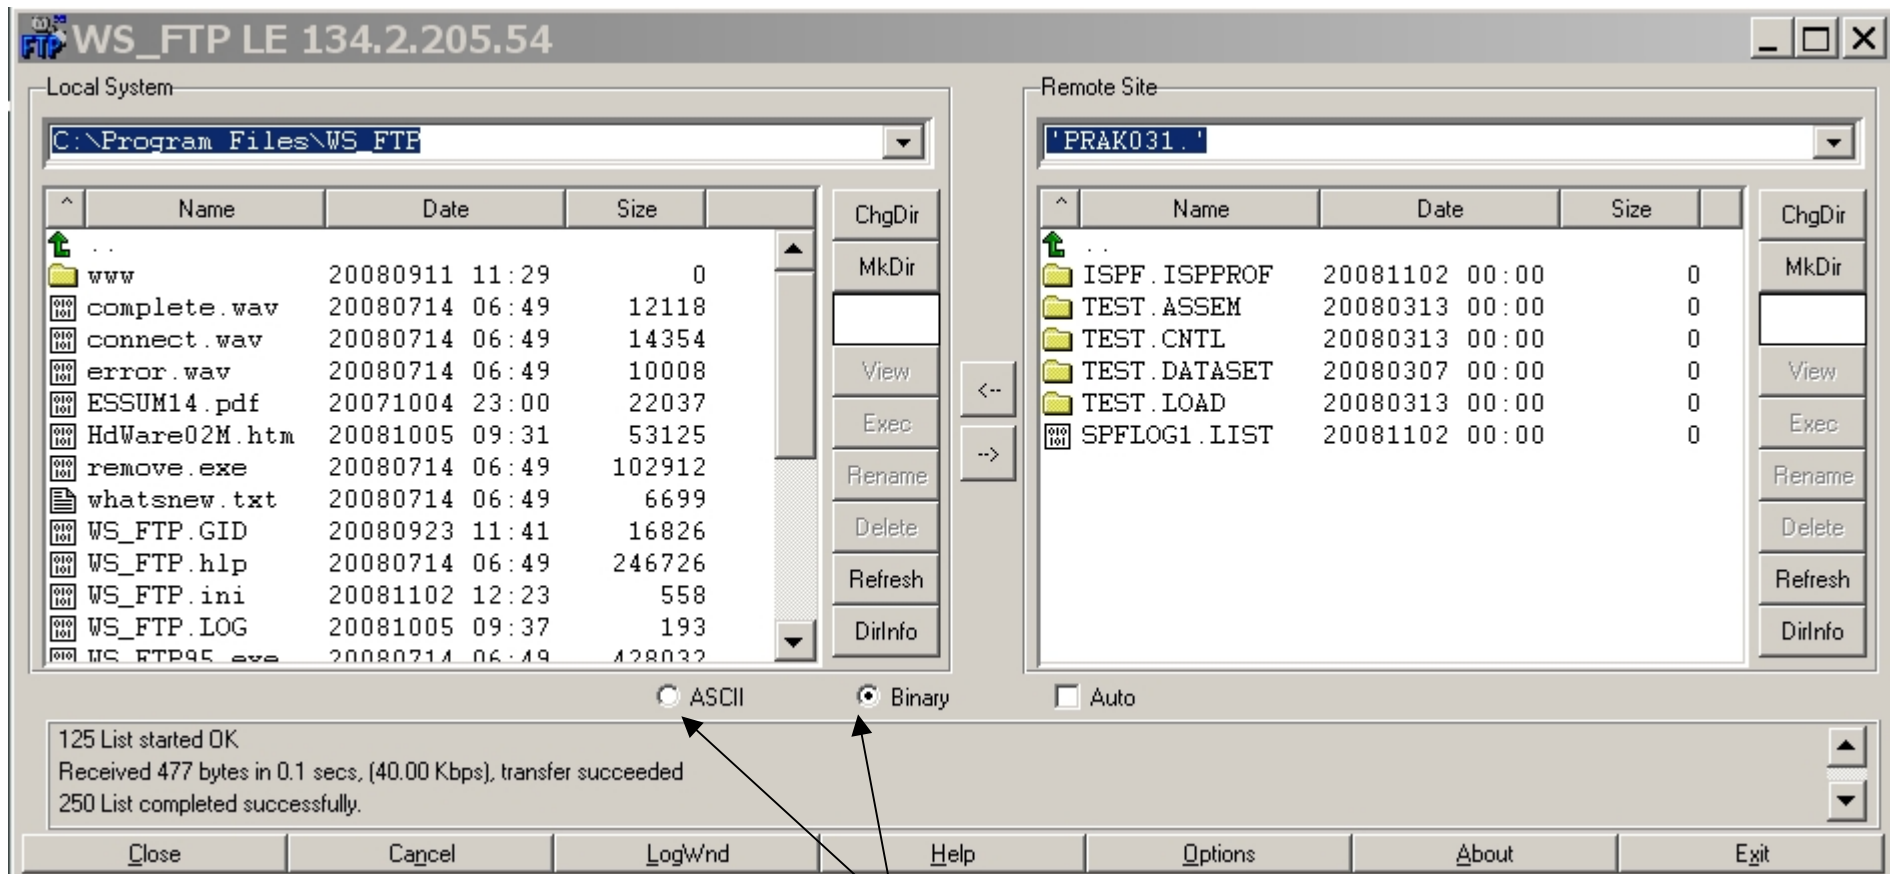 WS_FTP LE 134.2.205.54
Local System
C:\Program Files\WS_FTP
^ Name Date Size
..
www 20080911 11:29 0
complete.wav 20080714 06:49 12118
connect.wav 20080714 06:49 14354
error.wav 20080714 06:49 10008
ESSUM14.pdf 20071004 23:00 22037
HdWare02M.htm 20081005 09:31 53125
remove.exe 20080714 06:49 102912
whatsnew.txt 20080714 06:49 6699
WS_FTP.GID 20080923 11:41 16826
WS_FTP.hlp 20080714 06:49 246726
WS_FTP.ini 20081102 12:23 558
WS_FTP.LOG 20081005 09:37 193
WS_FTP95.exe 20080714 06:49 428032
ChgDir
MkDir
View
Exec
Rename
Delete
Refresh
DirInfo
<--
-->
Remote Site
'PRAK031.'
^ Name Date Size
..
ISPF.ISPPROF 20081102 00:00 0
TEST.ASSEM 20080313 00:00 0
TEST.CNTL 20080313 00:00 0
TEST.DATASET 20080307 00:00 0
TEST.LOAD 20080313 00:00 0
SPFLOG1.LIST 20081102 00:00 0
ChgDir
MkDir
View
Exec
Rename
Delete
Refresh
DirInfo
ASCII Binary Auto
125 List started OK
Received 477 bytes in 0.1 secs, (40.00 Kbps), transfer succeeded
250 List completed successfully.
Close Cancel LogWnd Help Options About Exit